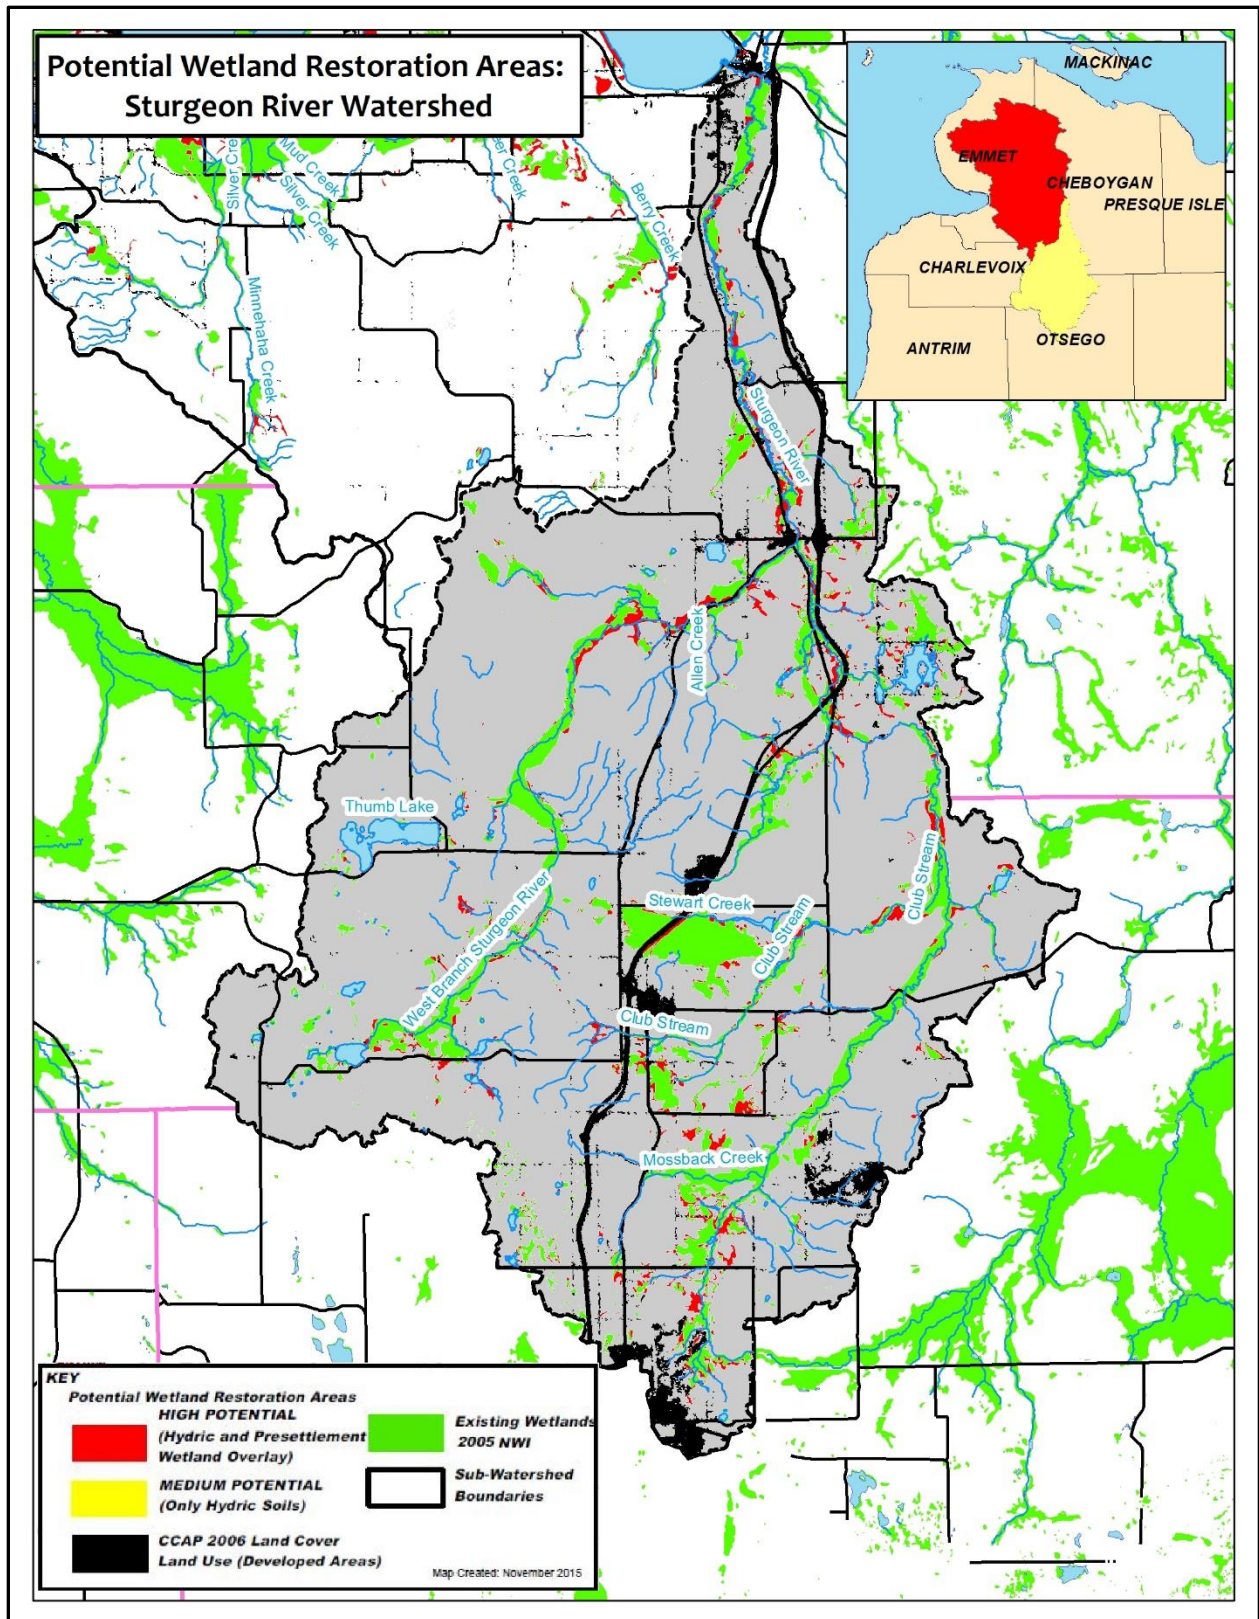 Potential Wetland Restoration Areas:
Sturgeon River Watershed
MACKINAC
EMMET
CHEBOYGAN
PRESQUE ISLE
CHARLEVOIX
OTSEGO
ANTRIM
Silver Cre
Mud Creek
Silver Creek
Creek
Berry Creek
Minnehaha Creek
Sturgeon River
Allen Creek
Thumb Lake
Club Stream
Stewart Creek
Club Stream
West Branch Sturgeon River
Club Stream
Mossback Creek
KEY
Potential Wetland Restoration Areas
HIGH POTENTIAL
(Hydric and Presettlement
Wetland Overlay)
MEDIUM POTENTIAL
(Only Hydric Soils)
CCAP 2006 Land Cover
Land Use (Developed Areas)
Existing Wetlands
2005 NWI
Sub-Watershed
Boundaries
Map Created: November 2015